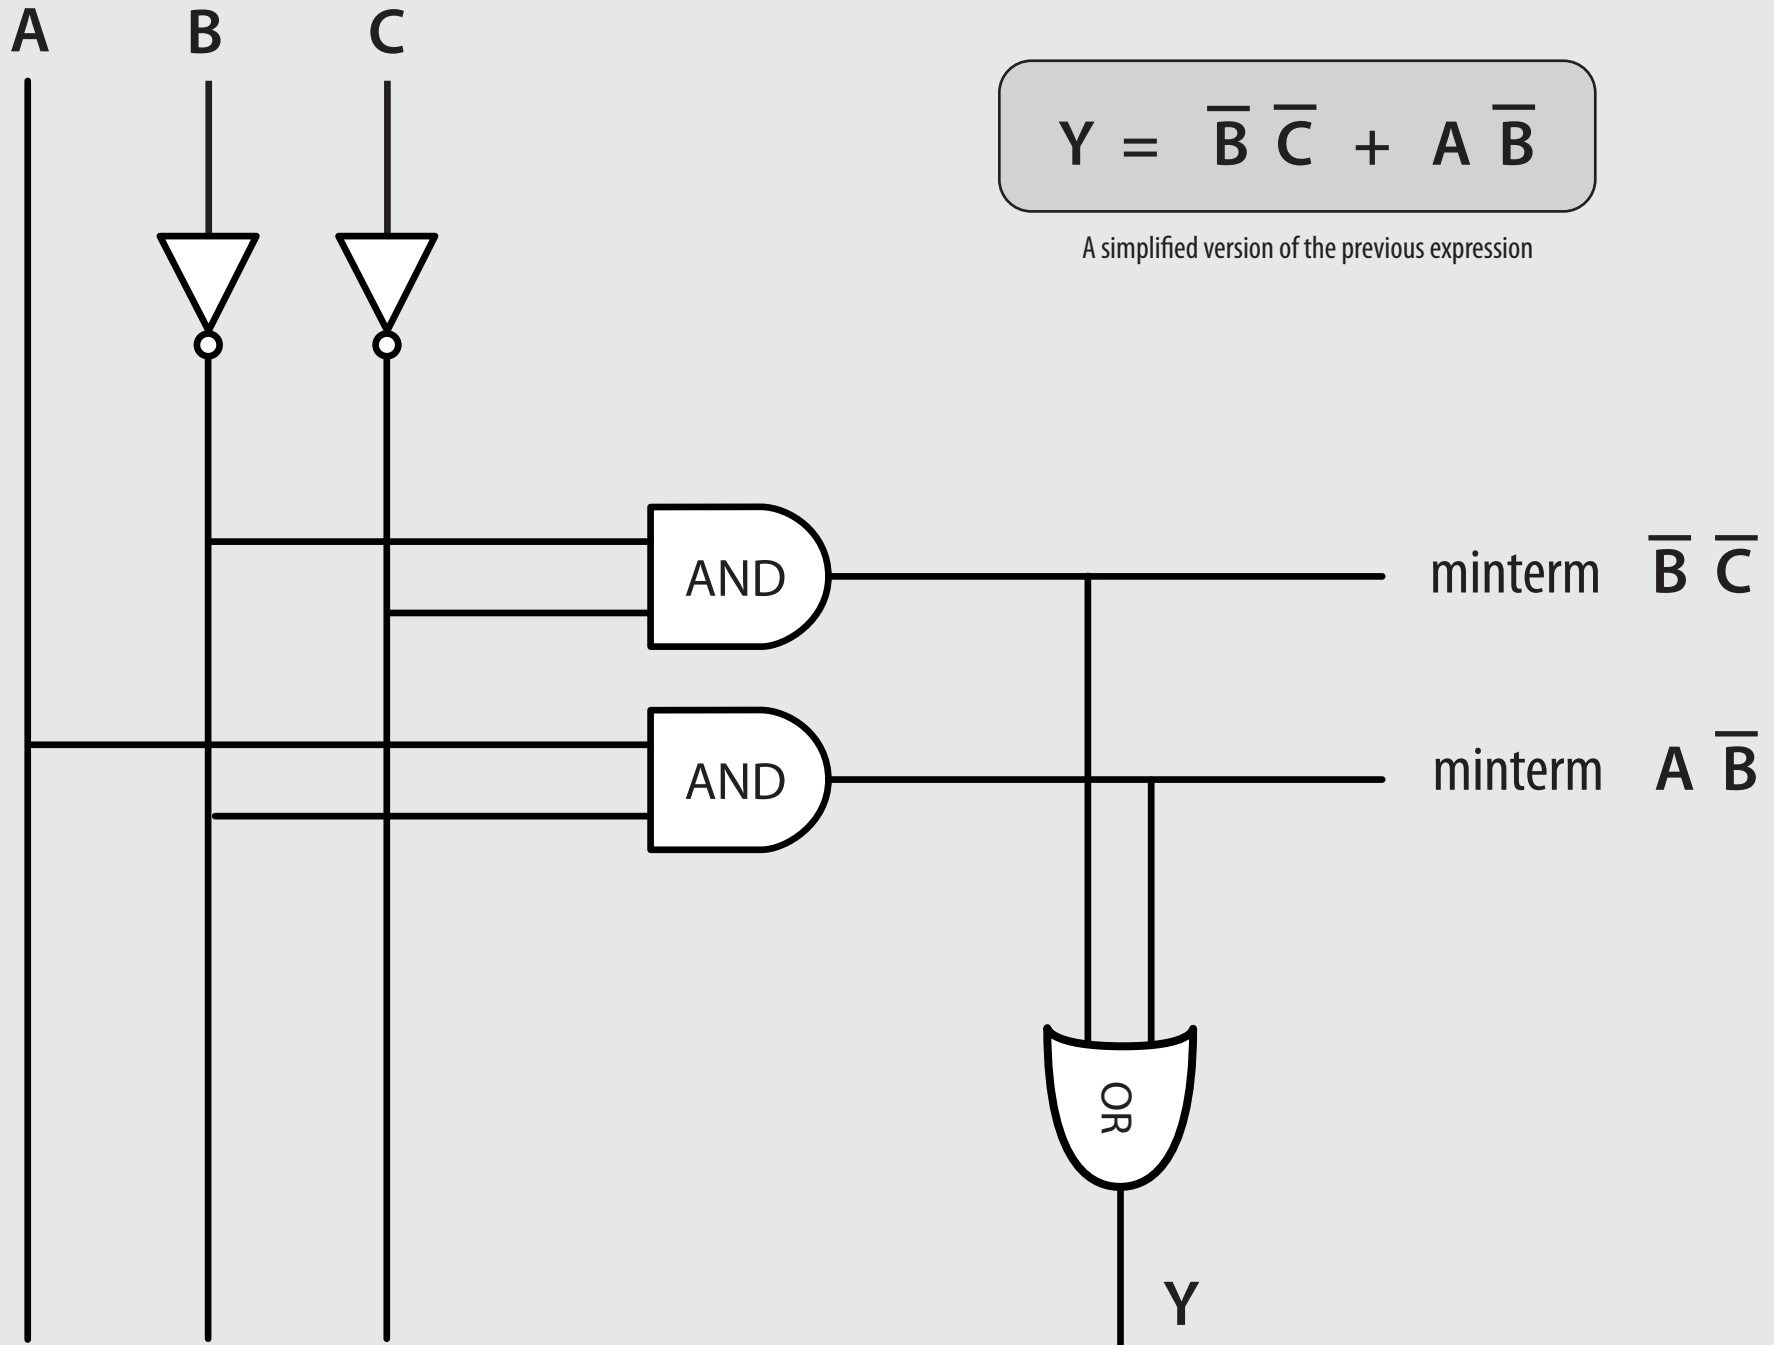 A B C
Y = B̅ C̅ + A B̅
A simplified version of the previous expression
AND
minterm B̅ C̅
AND
minterm A B̅
OR
Y